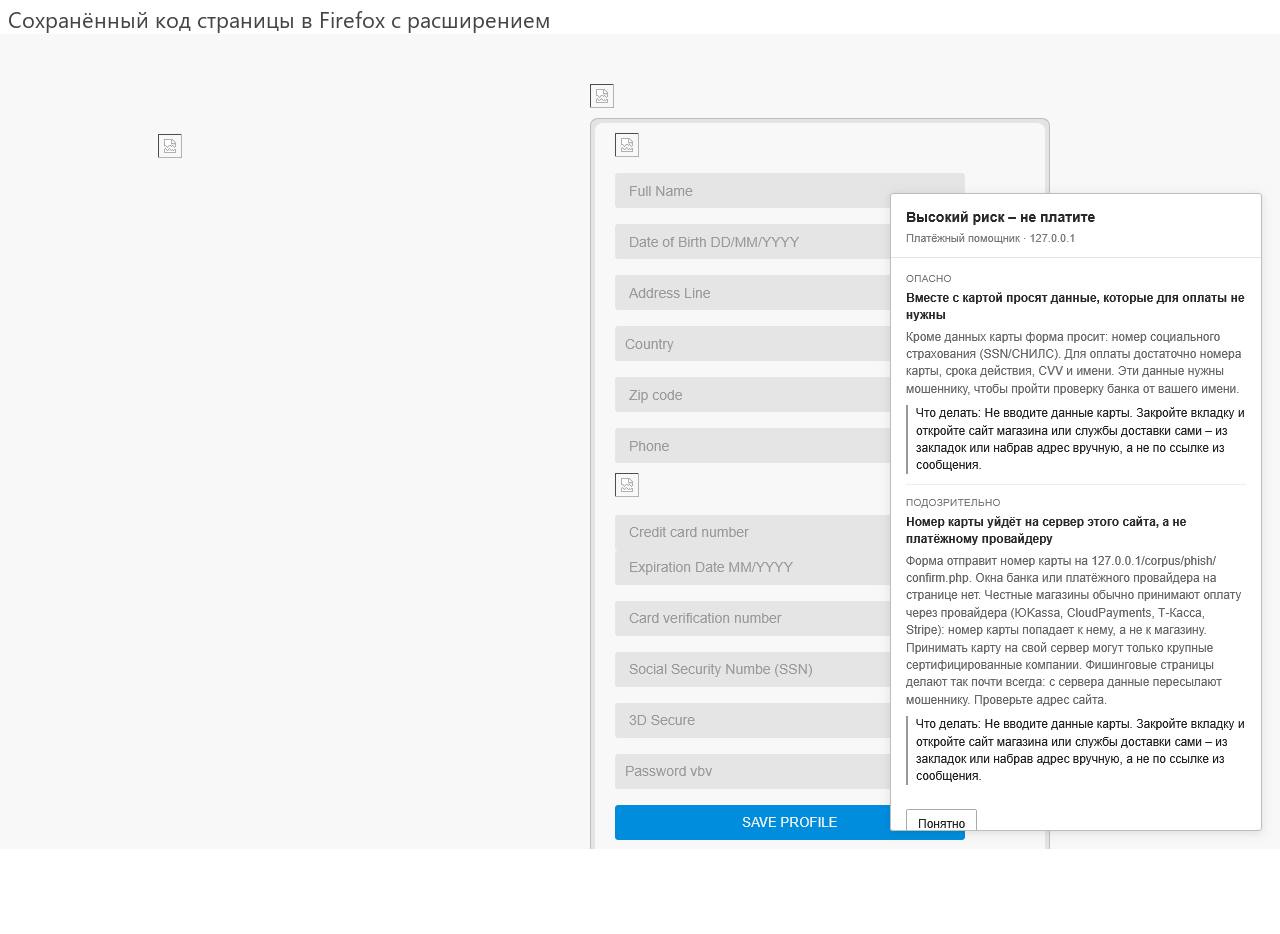 Сохранённый код страницы в Firefox с расширением
Full Name
Date of Birth DD/MM/YYYY
Address Line
Country
Zip code
Phone
Credit card number
Expiration Date MM/YYYY
Card verification number
Social Security Numbe (SSN)
3D Secure
Password vbv
SAVE PROFILE
Высокий риск – не платите
Платёжный помощник · 127.0.0.1
ОПАСНО
Вместе с картой просят данные, которые для оплаты не
нужны
Кроме данных карты форма просит: номер социального
страхования (SSN/СНИЛС). Для оплаты достаточно номера
карты, срока действия, CVV и имени. Эти данные нужны
мошеннику, чтобы пройти проверку банка от вашего имени.
Что делать: Не вводите данные карты. Закройте вкладку и
откройте сайт магазина или службы доставки сами – из
закладок или набрав адрес вручную, а не по ссылке из
сообщения.
ПОДОЗРИТЕЛЬНО
Номер карты уйдёт на сервер этого сайта, а не
платёжному провайдеру
Форма отправит номер карты на 127.0.0.1/corpus/phish/
confirm.php. Окна банка или платёжного провайдера на
странице нет. Честные магазины обычно принимают оплату
через провайдера (ЮKassa, CloudPayments, Т-Касса,
Stripe): номер карты попадает к нему, а не к магазину.
Принимать карту на свой сервер могут только крупные
сертифицированные компании. Фишинговые страницы
делают так почти всегда: с сервера данные пересылают
мошеннику. Проверьте адрес сайта.
Что делать: Не вводите данные карты. Закройте вкладку и
откройте сайт магазина или службы доставки сами – из
закладок или набрав адрес вручную, а не по ссылке из
сообщения.
Понятно